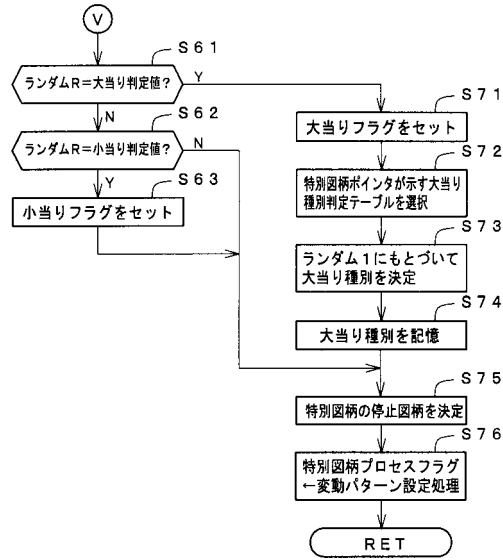 V
S61
ランダムR=大当り判定値?
Y
N
S62
ランダムR=小当り判定値?
N
Y
S63
小当りフラグをセット
S71
大当りフラグをセット
S72
特別図柄ポインタが示す大当り
種別判定テーブルを選択
S73
ランダム1にもとづいて
大当り種別を決定
S74
大当り種別を記憶
S75
特別図柄の停止図柄を決定
S76
特別図柄プロセスフラグ
←変動パターン設定処理
RET